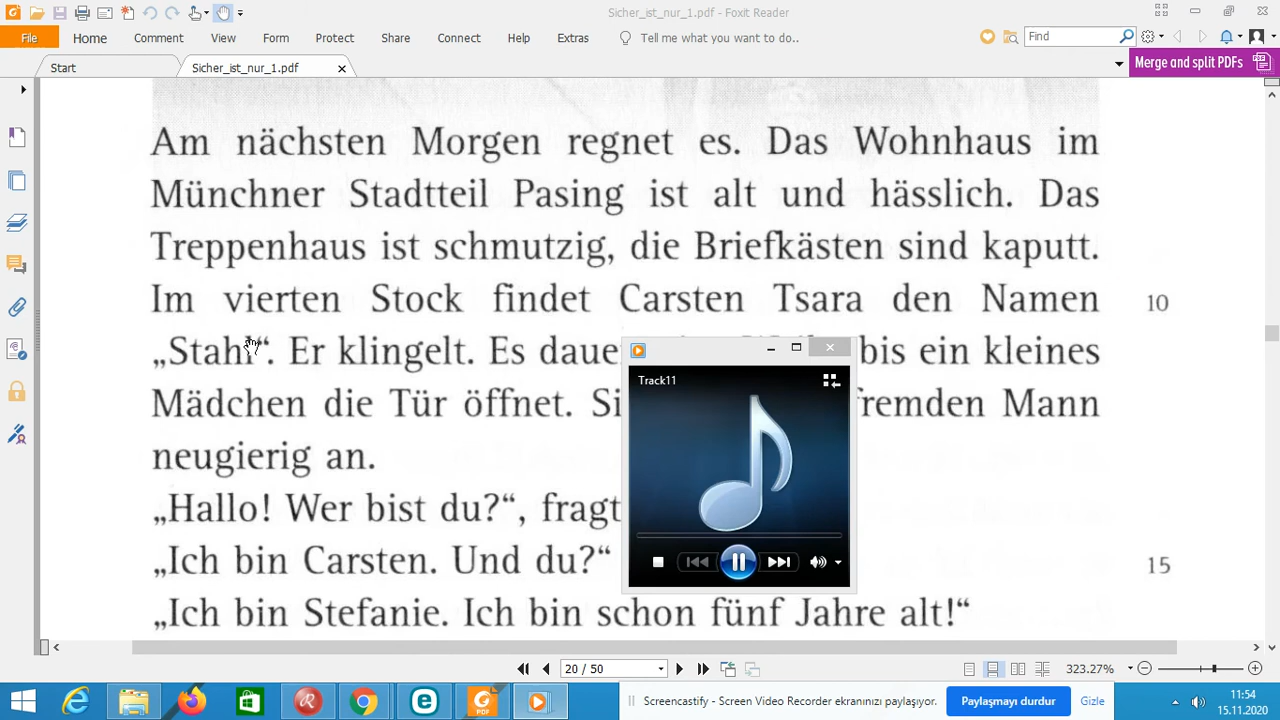 Sicher_ist_nur_1.pdf - Foxit Reader
File Home Comment View Form Protect Share Connect Help Extras Tell me what you want to do.. Find
Start Sicher_ist_nur_1.pdf Merge and split PDFs
Am nächsten Morgen regnet es. Das Wohnhaus im
Münchner Stadtteil Pasing ist alt und hässlich. Das
Treppenhaus ist schmutzig, die Briefkästen sind kaputt.
Im vierten Stock findet Carsten Tsara den Namen 10
„Stahl“. Er klingelt. Es bis ein kleines
Mädchen die Tür öffnet. fremden Mann
neugierig an.
„Hallo! Wer bist du?“, fragt
„Ich bin Carsten. Und du?“ 15
„Ich bin Stefanie. Ich bin schon fünf Jahre alt!“
Track11
20 / 50 323.27%
Screencastify - Screen Video Recorder ekranınızı paylaşıyor. Paylaşmayı durdur Gizle
11:54
15.11.2020